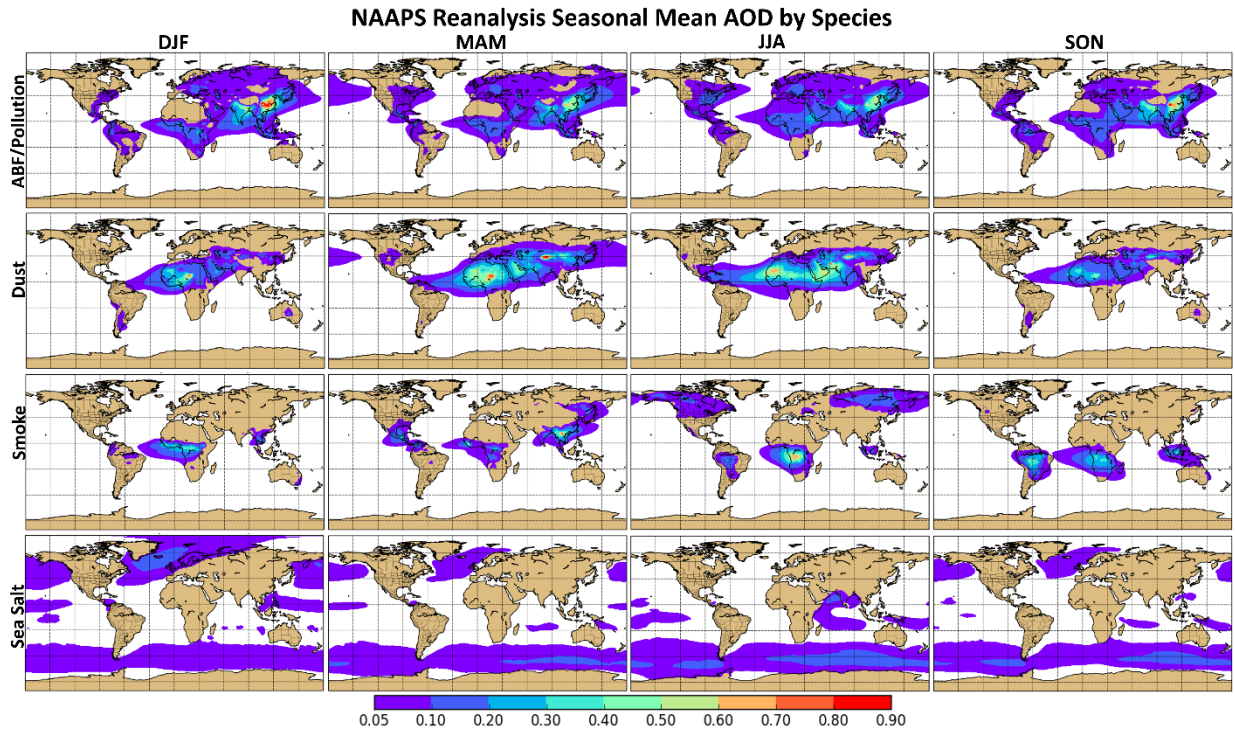 NAAPS Reanalysis Seasonal Mean AOD by Species
DJF MAM JJA SON
ABF/Pollution
Dust
Smoke
Sea Salt
0.05 0.10 0.20 0.30 0.40 0.50 0.60 0.70 0.80 0.90